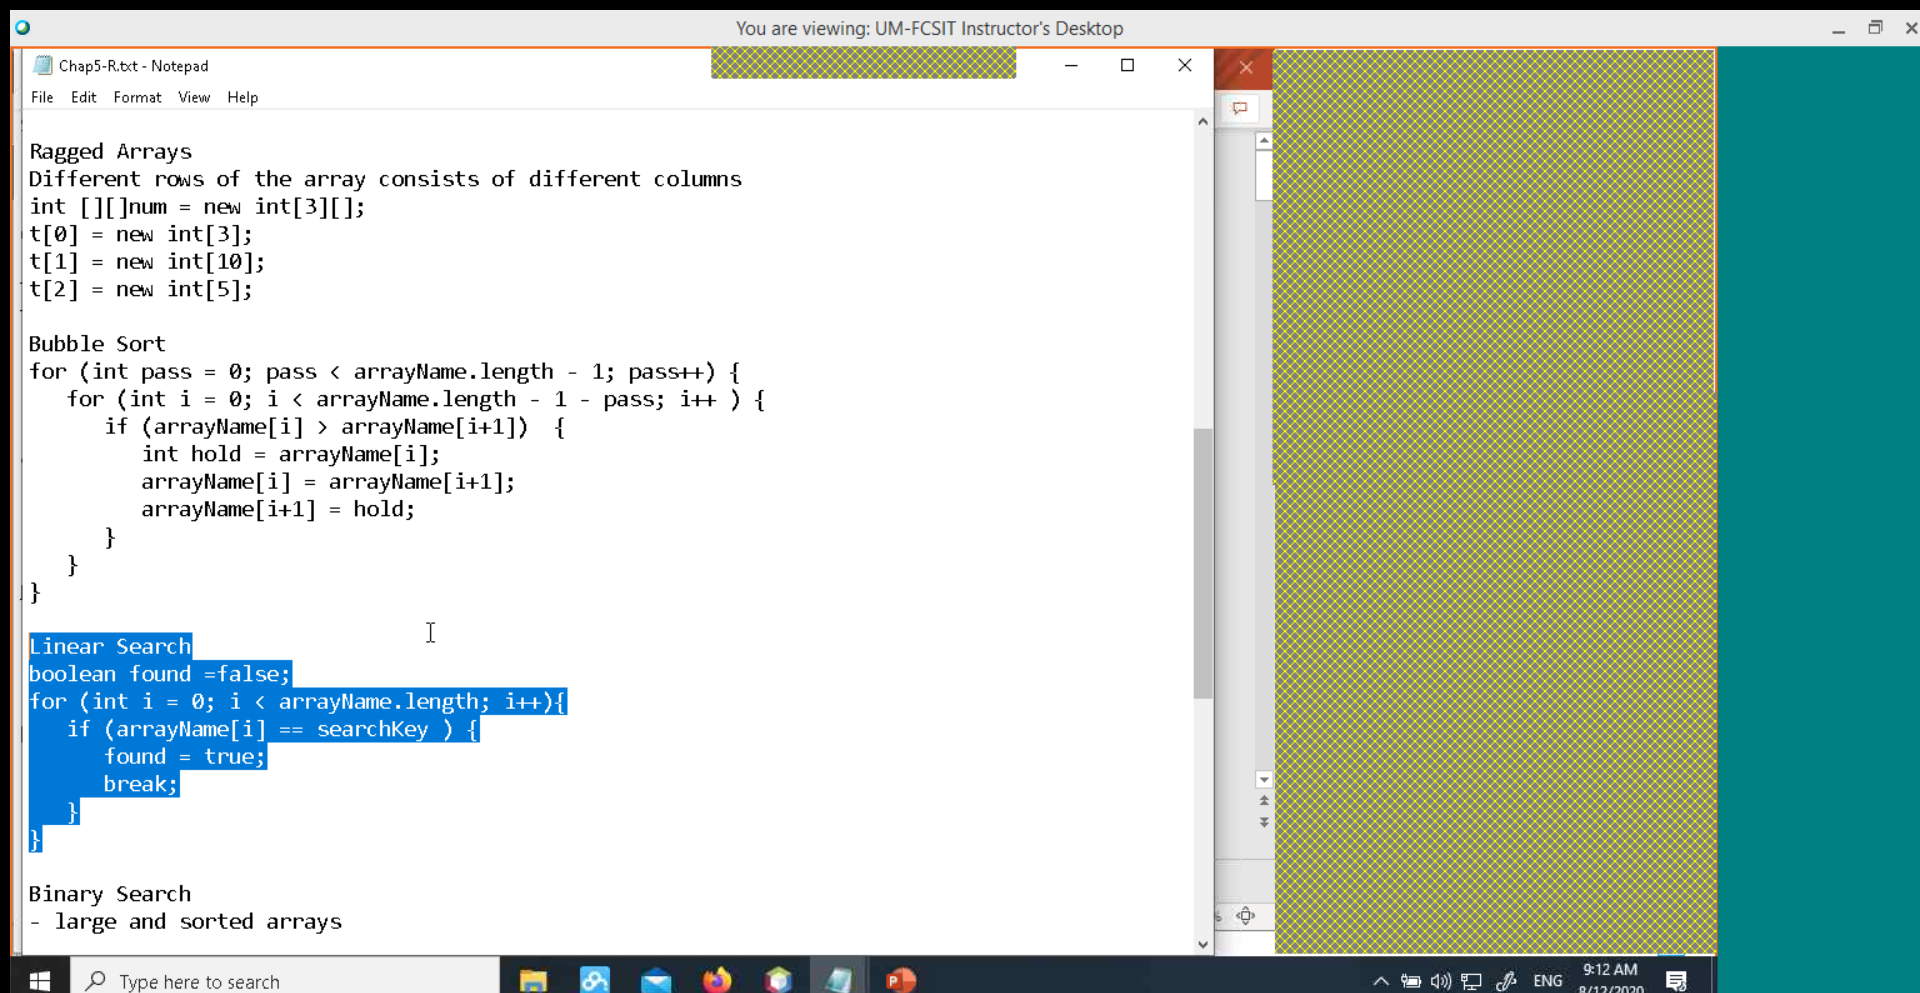 You are viewing: UM-FCSIT Instructor's Desktop
Chap5-R.txt - Notepad
File Edit Format View Help
Ragged Arrays
Different rows of the array consists of different columns
int [][]num = new int[3][];
t[0] = new int[3];
t[1] = new int[10];
t[2] = new int[5];
Bubble Sort
for (int pass = 0; pass < arrayName.length - 1; pass++) {
for (int i = 0; i < arrayName.length - 1 - pass; i++ ) {
if (arrayName[i] > arrayName[i+1])  {
int hold = arrayName[i];
arrayName[i] = arrayName[i+1];
arrayName[i+1] = hold;
}
}
}
Linear Search
boolean found =false;
for (int i = 0; i < arrayName.length; i++){
if (arrayName[i] == searchKey ) {
found = true;
break;
}
}
Binary Search
- large and sorted arrays
Type here to search
ENG
9:12 AM
8/12/2020